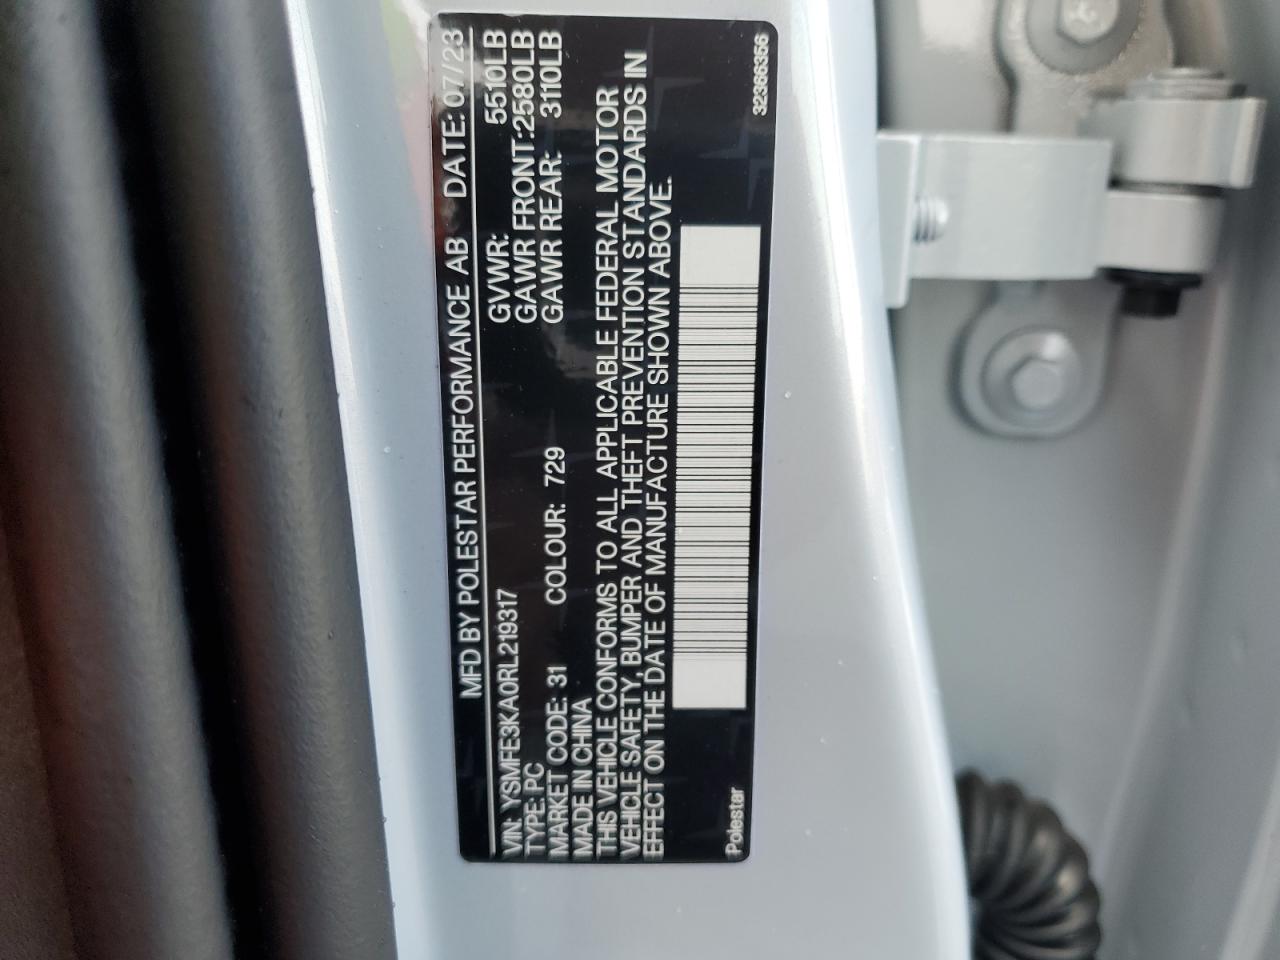 MFD BY POLESTAR PERFORMANCE AB DATE: 07/23
VIN: YSMFE3KA0RL219317 GVWR: 5510LB
TYPE: PC GAWR FRONT:2580LB
MARKET CODE: 31 COLOUR: 729 GAWR REAR: 3110LB
MADE IN CHINA
THIS VEHICLE CONFORMS TO ALL APPLICABLE FEDERAL MOTOR
VEHICLE SAFETY, BUMPER AND THEFT PREVENTION STANDARDS IN
EFFECT ON THE DATE OF MANUFACTURE SHOWN ABOVE.
Polestar 32366356